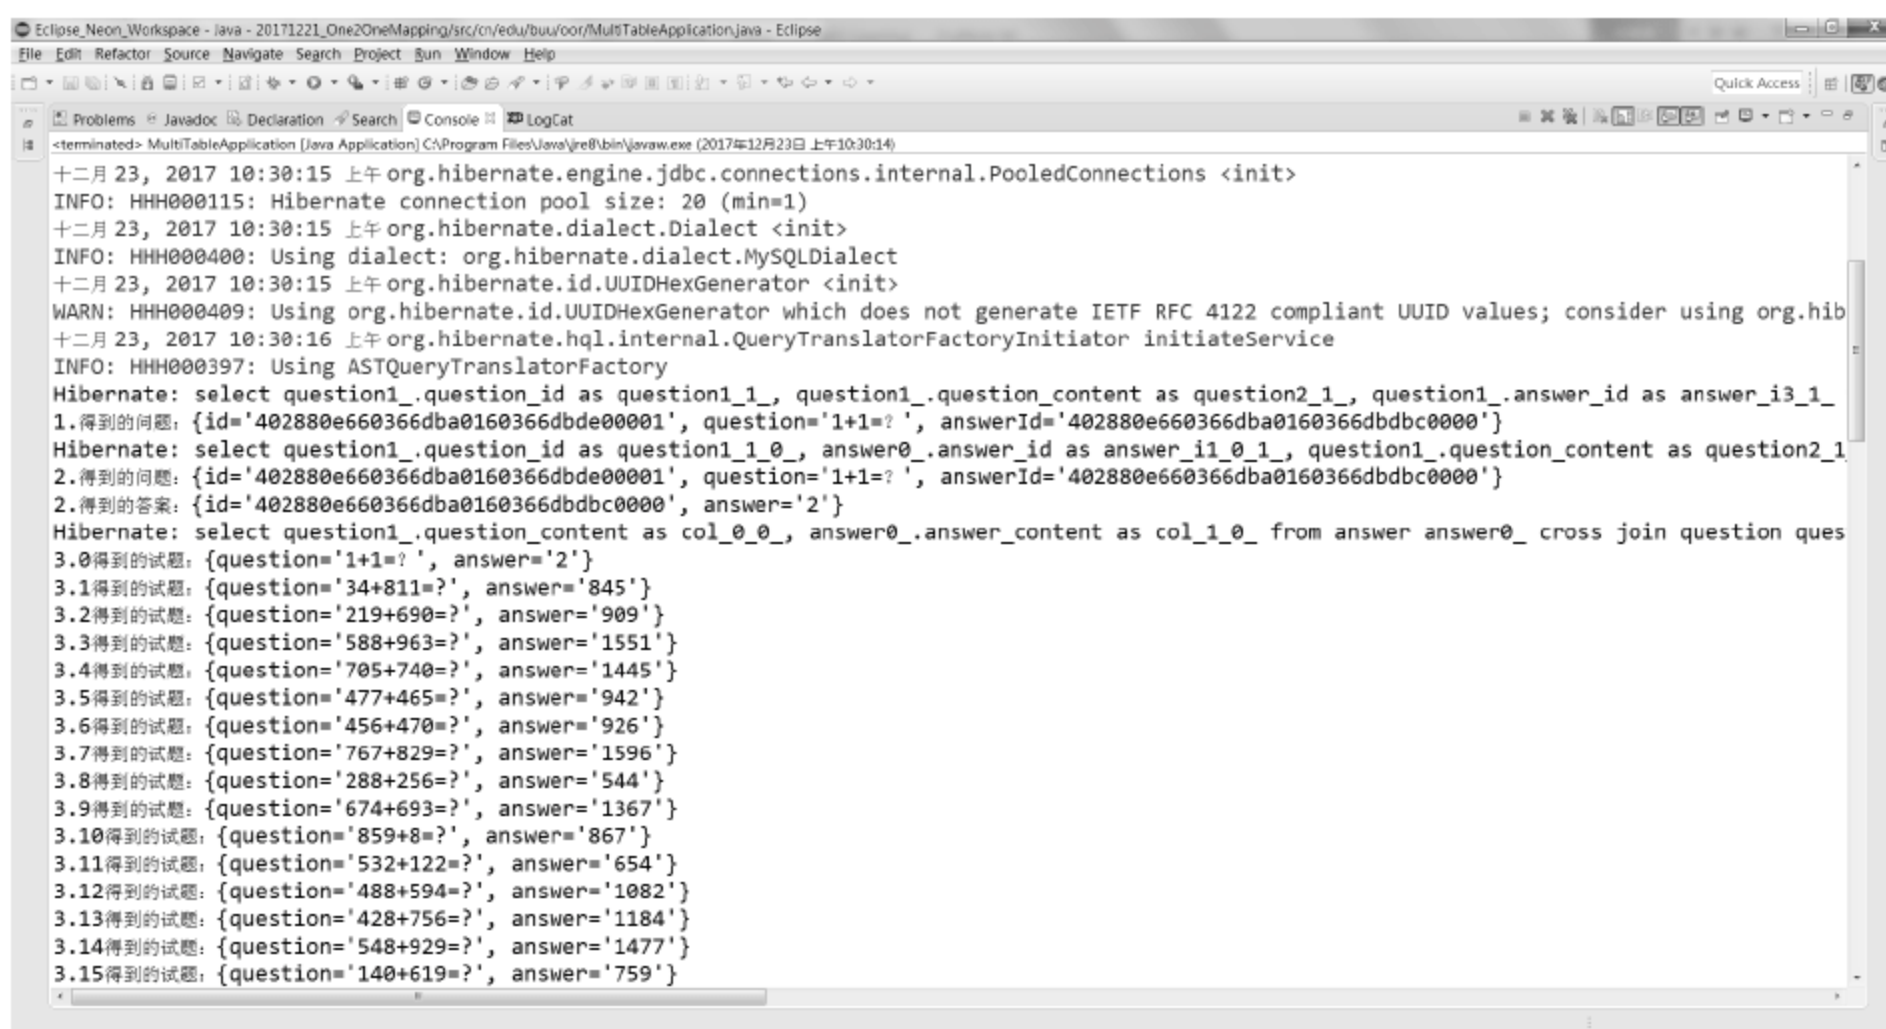 Eclipse_Neon_Workspace - Java - 20171221_One2OneMapping/src/cn/edu/buu/oor/MultiTableApplication.java - Eclipse
File Edit Refactor Source Navigate Search Project Run Window Help
Quick Access
Problems Javadoc Declaration Search Console LogCat
<terminated> MultiTableApplication [Java Application] C:\Program Files\Java\jre8\bin\javaw.exe (2017年12月23日 上午10:30:14)
十二月 23, 2017 10:30:15 上午 org.hibernate.engine.jdbc.connections.internal.PooledConnections <init>
INFO: HHH000115: Hibernate connection pool size: 20 (min=1)
十二月 23, 2017 10:30:15 上午 org.hibernate.dialect.Dialect <init>
INFO: HHH000400: Using dialect: org.hibernate.dialect.MySQLDialect
十二月 23, 2017 10:30:15 上午 org.hibernate.id.UUIDHexGenerator <init>
WARN: HHH000409: Using org.hibernate.id.UUIDHexGenerator which does not generate IETF RFC 4122 compliant UUID values; consider using org.hib
十二月 23, 2017 10:30:16 上午 org.hibernate.hql.internal.QueryTranslatorFactoryInitiator initiateService
INFO: HHH000397: Using ASTQueryTranslatorFactory
Hibernate: select question1_.question_id as question1_1_, question1_.question_content as question2_1_, question1_.answer_id as answer_i3_1_
1.得到的问题：{id='402880e660366dba0160366dbde00001', question='1+1=？', answerId='402880e660366dba0160366dbdbc0000'}
Hibernate: select question1_.question_id as question1_1_0_, answer0_.answer_id as answer_i1_0_1_, question1_.question_content as question2_1
2.得到的问题：{id='402880e660366dba0160366dbde00001', question='1+1=？', answerId='402880e660366dba0160366dbdbc0000'}
2.得到的答案：{id='402880e660366dba0160366dbdbc0000', answer='2'}
Hibernate: select question1_.question_content as col_0_0_, answer0_.answer_content as col_1_0_ from answer answer0_ cross join question ques
3.0得到的试题：{question='1+1=？', answer='2'}
3.1得到的试题：{question='34+811=?', answer='845'}
3.2得到的试题：{question='219+690=?', answer='909'}
3.3得到的试题：{question='588+963=?', answer='1551'}
3.4得到的试题：{question='705+740=?', answer='1445'}
3.5得到的试题：{question='477+465=?', answer='942'}
3.6得到的试题：{question='456+470=?', answer='926'}
3.7得到的试题：{question='767+829=?', answer='1596'}
3.8得到的试题：{question='288+256=?', answer='544'}
3.9得到的试题：{question='674+693=?', answer='1367'}
3.10得到的试题：{question='859+8=?', answer='867'}
3.11得到的试题：{question='532+122=?', answer='654'}
3.12得到的试题：{question='488+594=?', answer='1082'}
3.13得到的试题：{question='428+756=?', answer='1184'}
3.14得到的试题：{question='548+929=?', answer='1477'}
3.15得到的试题：{question='140+619=?', answer='759'}